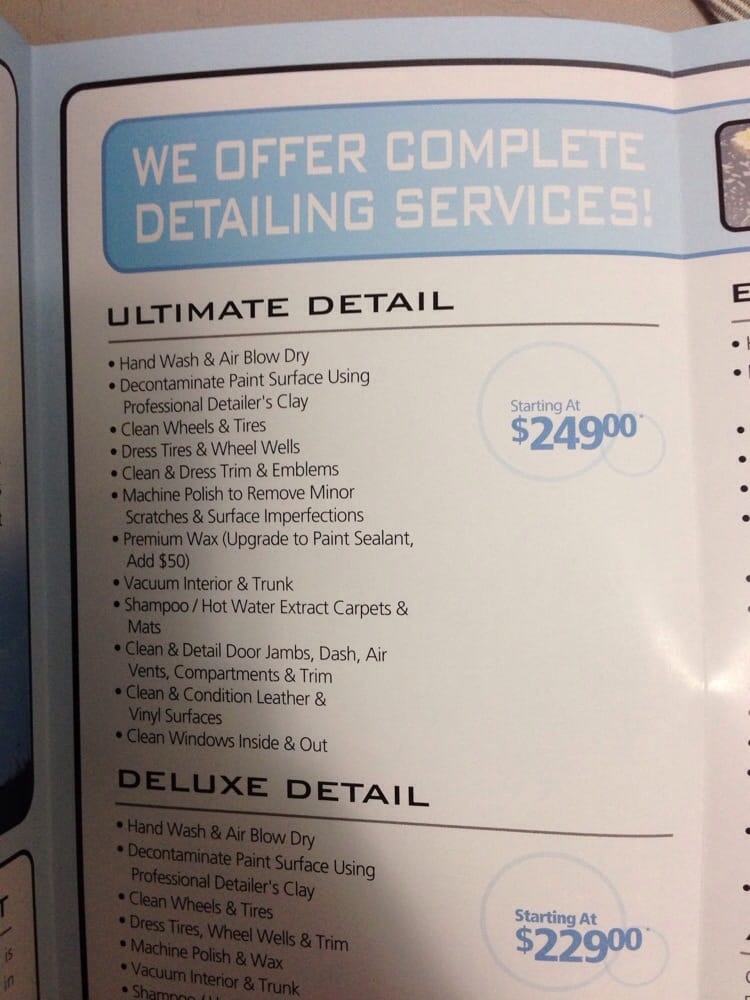 WE OFFER COMPLETE
DETAILING SERVICES!
ULTIMATE DETAIL
• Hand Wash & Air Blow Dry
• Decontaminate Paint Surface Using
Professional Detailer's Clay
• Clean Wheels & Tires
• Dress Tires & Wheel Wells
• Clean & Dress Trim & Emblems
• Machine Polish to Remove Minor
Scratches & Surface Imperfections
• Premium Wax (Upgrade to Paint Sealant,
Add $50)
• Vacuum Interior & Trunk
• Shampoo / Hot Water Extract Carpets &
Mats
• Clean & Detail Door Jambs, Dash, Air
Vents, Compartments & Trim
• Clean & Condition Leather &
Vinyl Surfaces
• Clean Windows Inside & Out
Starting At
$24900*
DELUXE DETAIL
• Hand Wash & Air Blow Dry
• Decontaminate Paint Surface Using
Professional Detailer's Clay
• Clean Wheels & Tires
• Dress Tires, Wheel Wells & Trim
• Machine Polish & Wax
• Vacuum Interior & Trunk
• Shampoo /
Starting At
$22900*
is
in